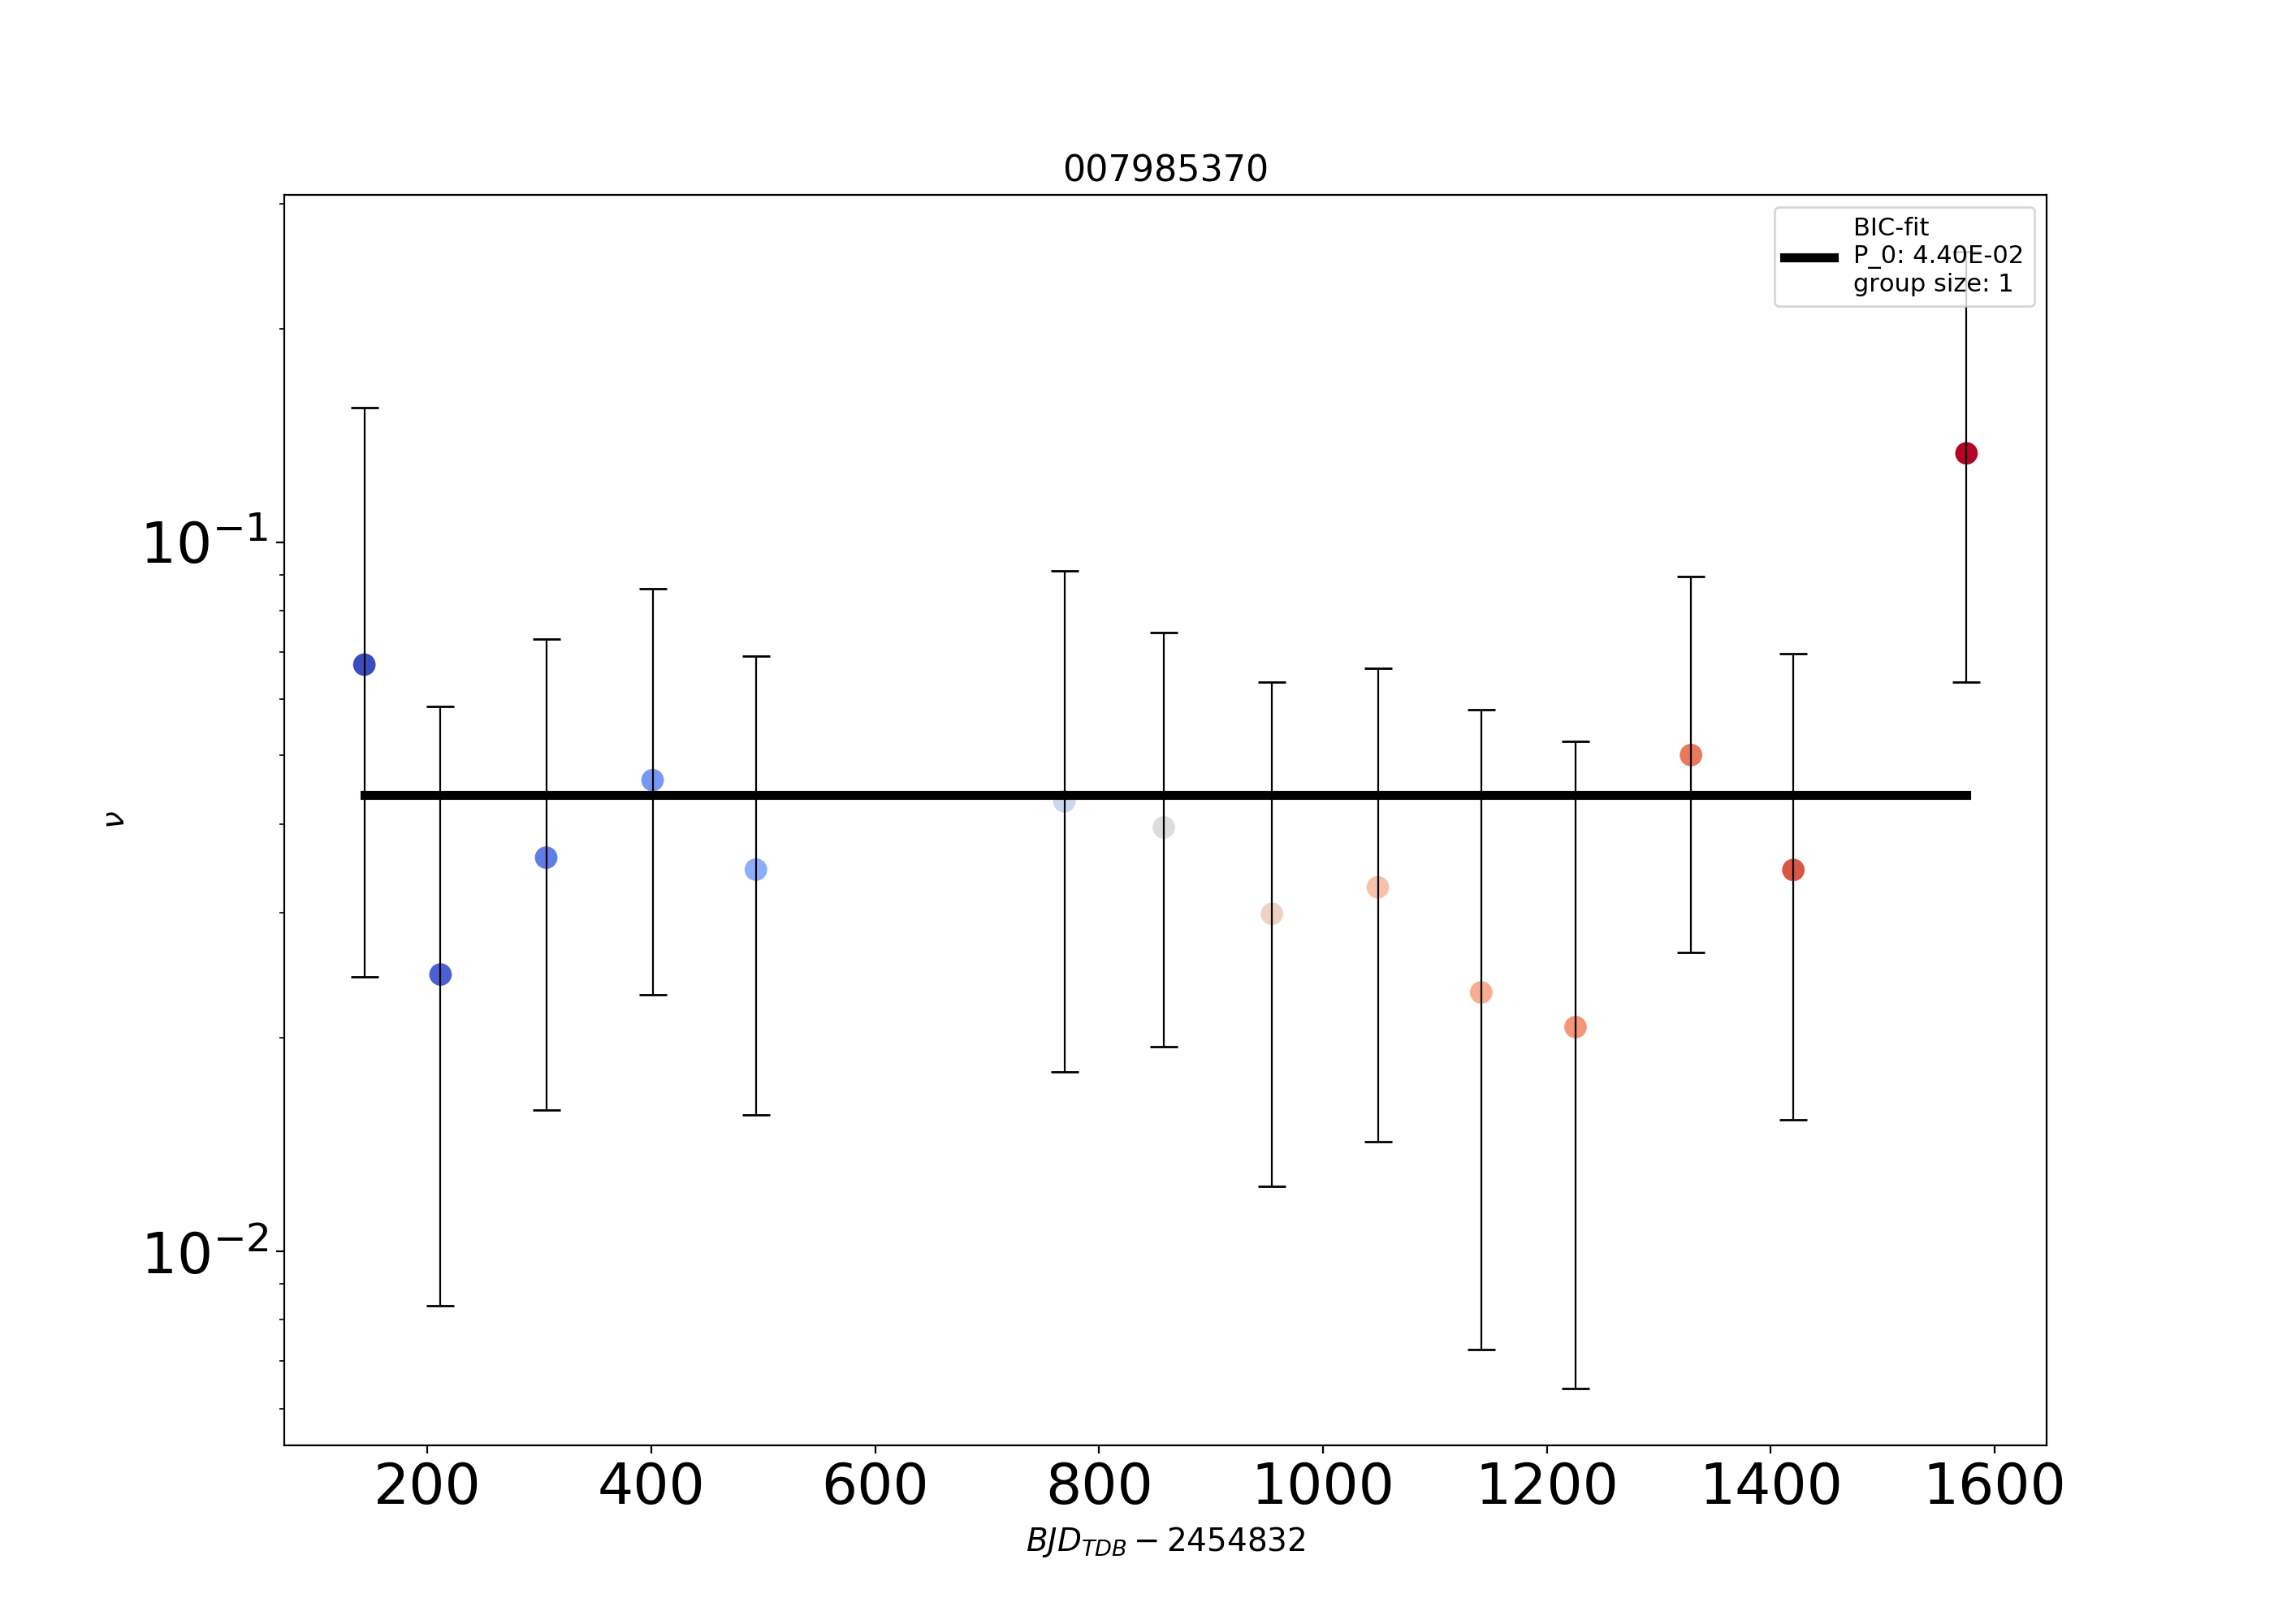 007985370
BIC-fit
P_0: 4.40E-02
group size: 1
10⁻¹
ν
10⁻²
200 400 600 800 1000 1200 1400 1600
BJD_TDB − 2454832